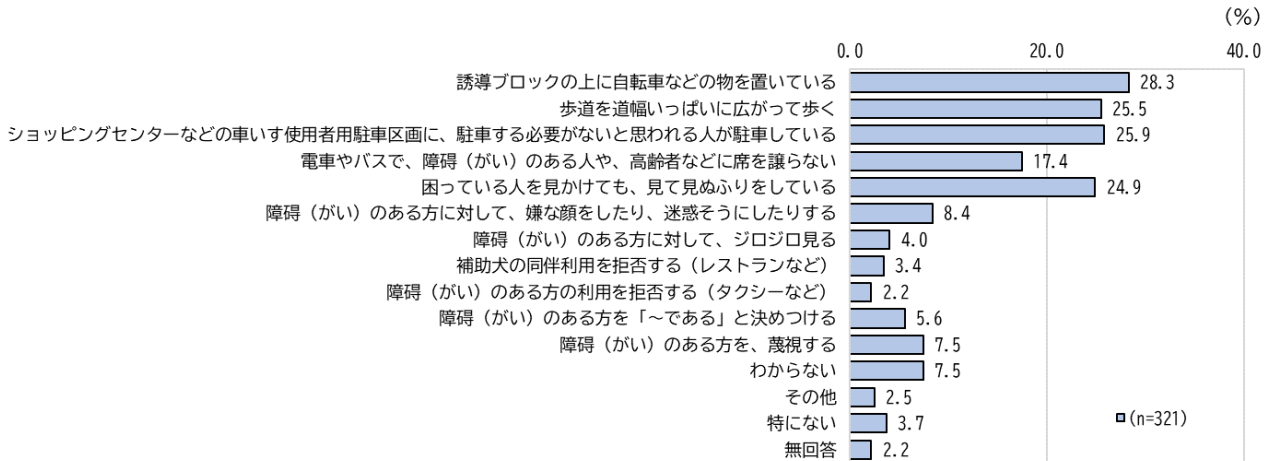 (%)
0.0 20.0 40.0
誘導ブロックの上に自転車などの物を置いている 28.3
歩道を道幅いっぱいに広がって歩く 25.5
ショッピングセンターなどの車いす使用者用駐車区画に、駐車する必要がないと思われる人が駐車している 25.9
電車やバスで、障碍（がい）のある人や、高齢者などに席を譲らない 17.4
困っている人を見かけても、見て見ぬふりをしている 24.9
障碍（がい）のある方に対して、嫌な顔をしたり、迷惑そうにしたりする 8.4
障碍（がい）のある方に対して、ジロジロ見る 4.0
補助犬の同伴利用を拒否する（レストランなど） 3.4
障碍（がい）のある方の利用を拒否する（タクシーなど） 2.2
障碍（がい）のある方を「～である」と決めつける 5.6
障碍（がい）のある方を、蔑視する 7.5
わからない 7.5
その他 2.5
特にない 3.7
無回答 2.2
(n=321)